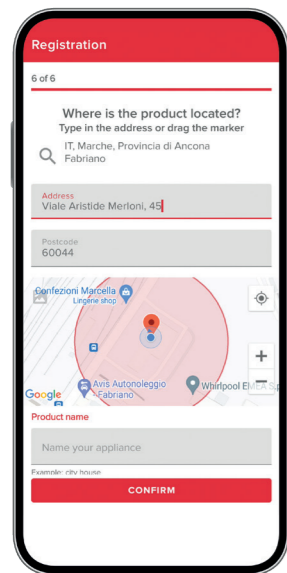 Registration
6 of 6
Where is the product located?
Type in the address or drag the marker
IT, Marche, Provincia di Ancona
Fabriano
Address
Viale Aristide Merloni, 45
Postcode
60044
Confezioni Marcella
Lingerie shop
Avis Autonoleggio
Fabriano
Whirlpool EMEA S.p
Google
Product name
Name your appliance
Example: city house
CONFIRM